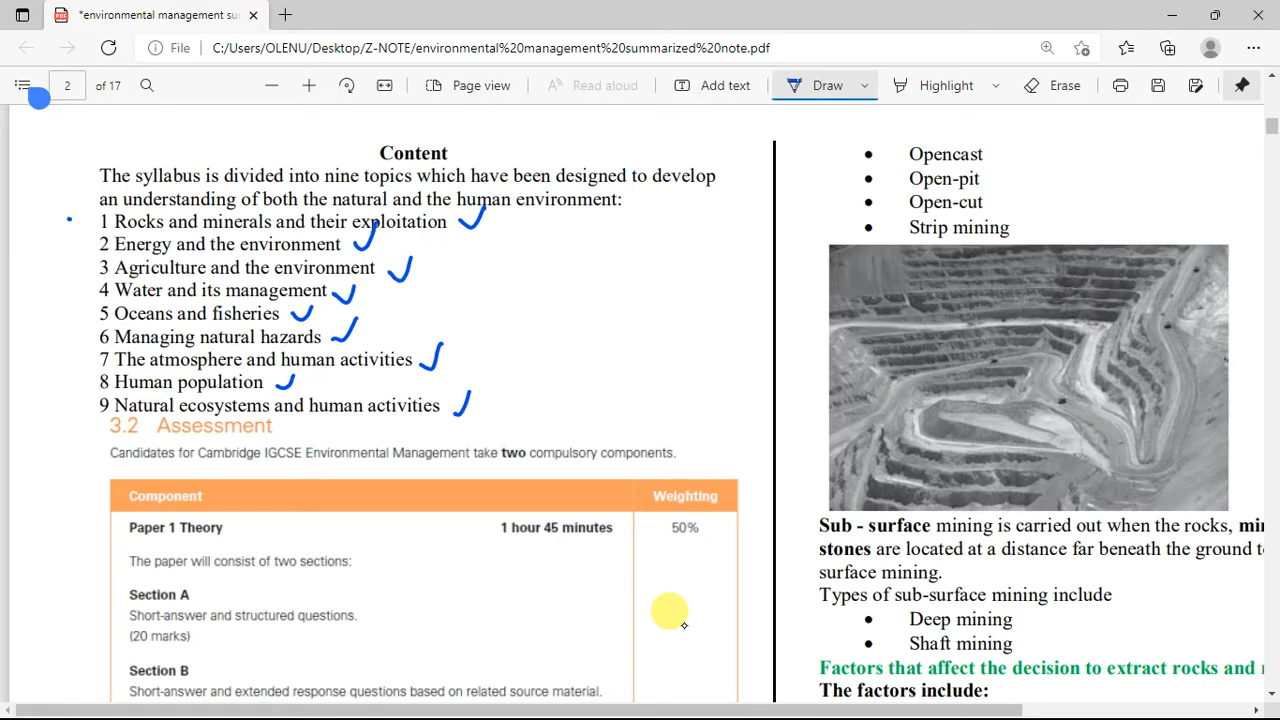 *environmental management su
File
C:/Users/OLENU/Desktop/Z-NOTE/environmental%20management%20summarized%20note.pdf
2 of 17
Page view
Read aloud
Add text
Draw
Highlight
Erase
Content
The syllabus is divided into nine topics which have been designed to develop
an understanding of both the natural and the human environment:
1 Rocks and minerals and their exploitation
2 Energy and the environment
3 Agriculture and the environment
4 Water and its management
5 Oceans and fisheries
6 Managing natural hazards
7 The atmosphere and human activities
8 Human population
9 Natural ecosystems and human activities
3.2 Assessment
Candidates for Cambridge IGCSE Environmental Management take two compulsory components.
Component Weighting
Paper 1 Theory 1 hour 45 minutes 50%
The paper will consist of two sections:
Section A
Short-answer and structured questions.
(20 marks)
Section B
Short-answer and extended response questions based on related source material.
• Opencast
• Open-pit
• Open-cut
• Strip mining
Sub - surface mining is carried out when the rocks, min
stones are located at a distance far beneath the ground to
surface mining.
Types of sub-surface mining include
• Deep mining
• Shaft mining
Factors that affect the decision to extract rocks and
The factors include: